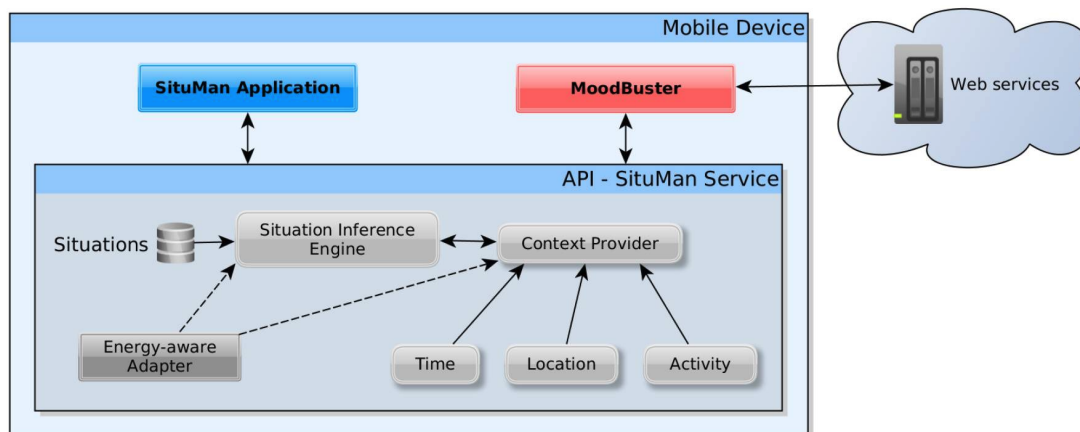 Mobile Device
SituMan Application
MoodBuster
Web services
API - SituMan Service
Situations
Situation Inference
Engine
Context Provider
Energy-aware
Adapter
Time
Location
Activity